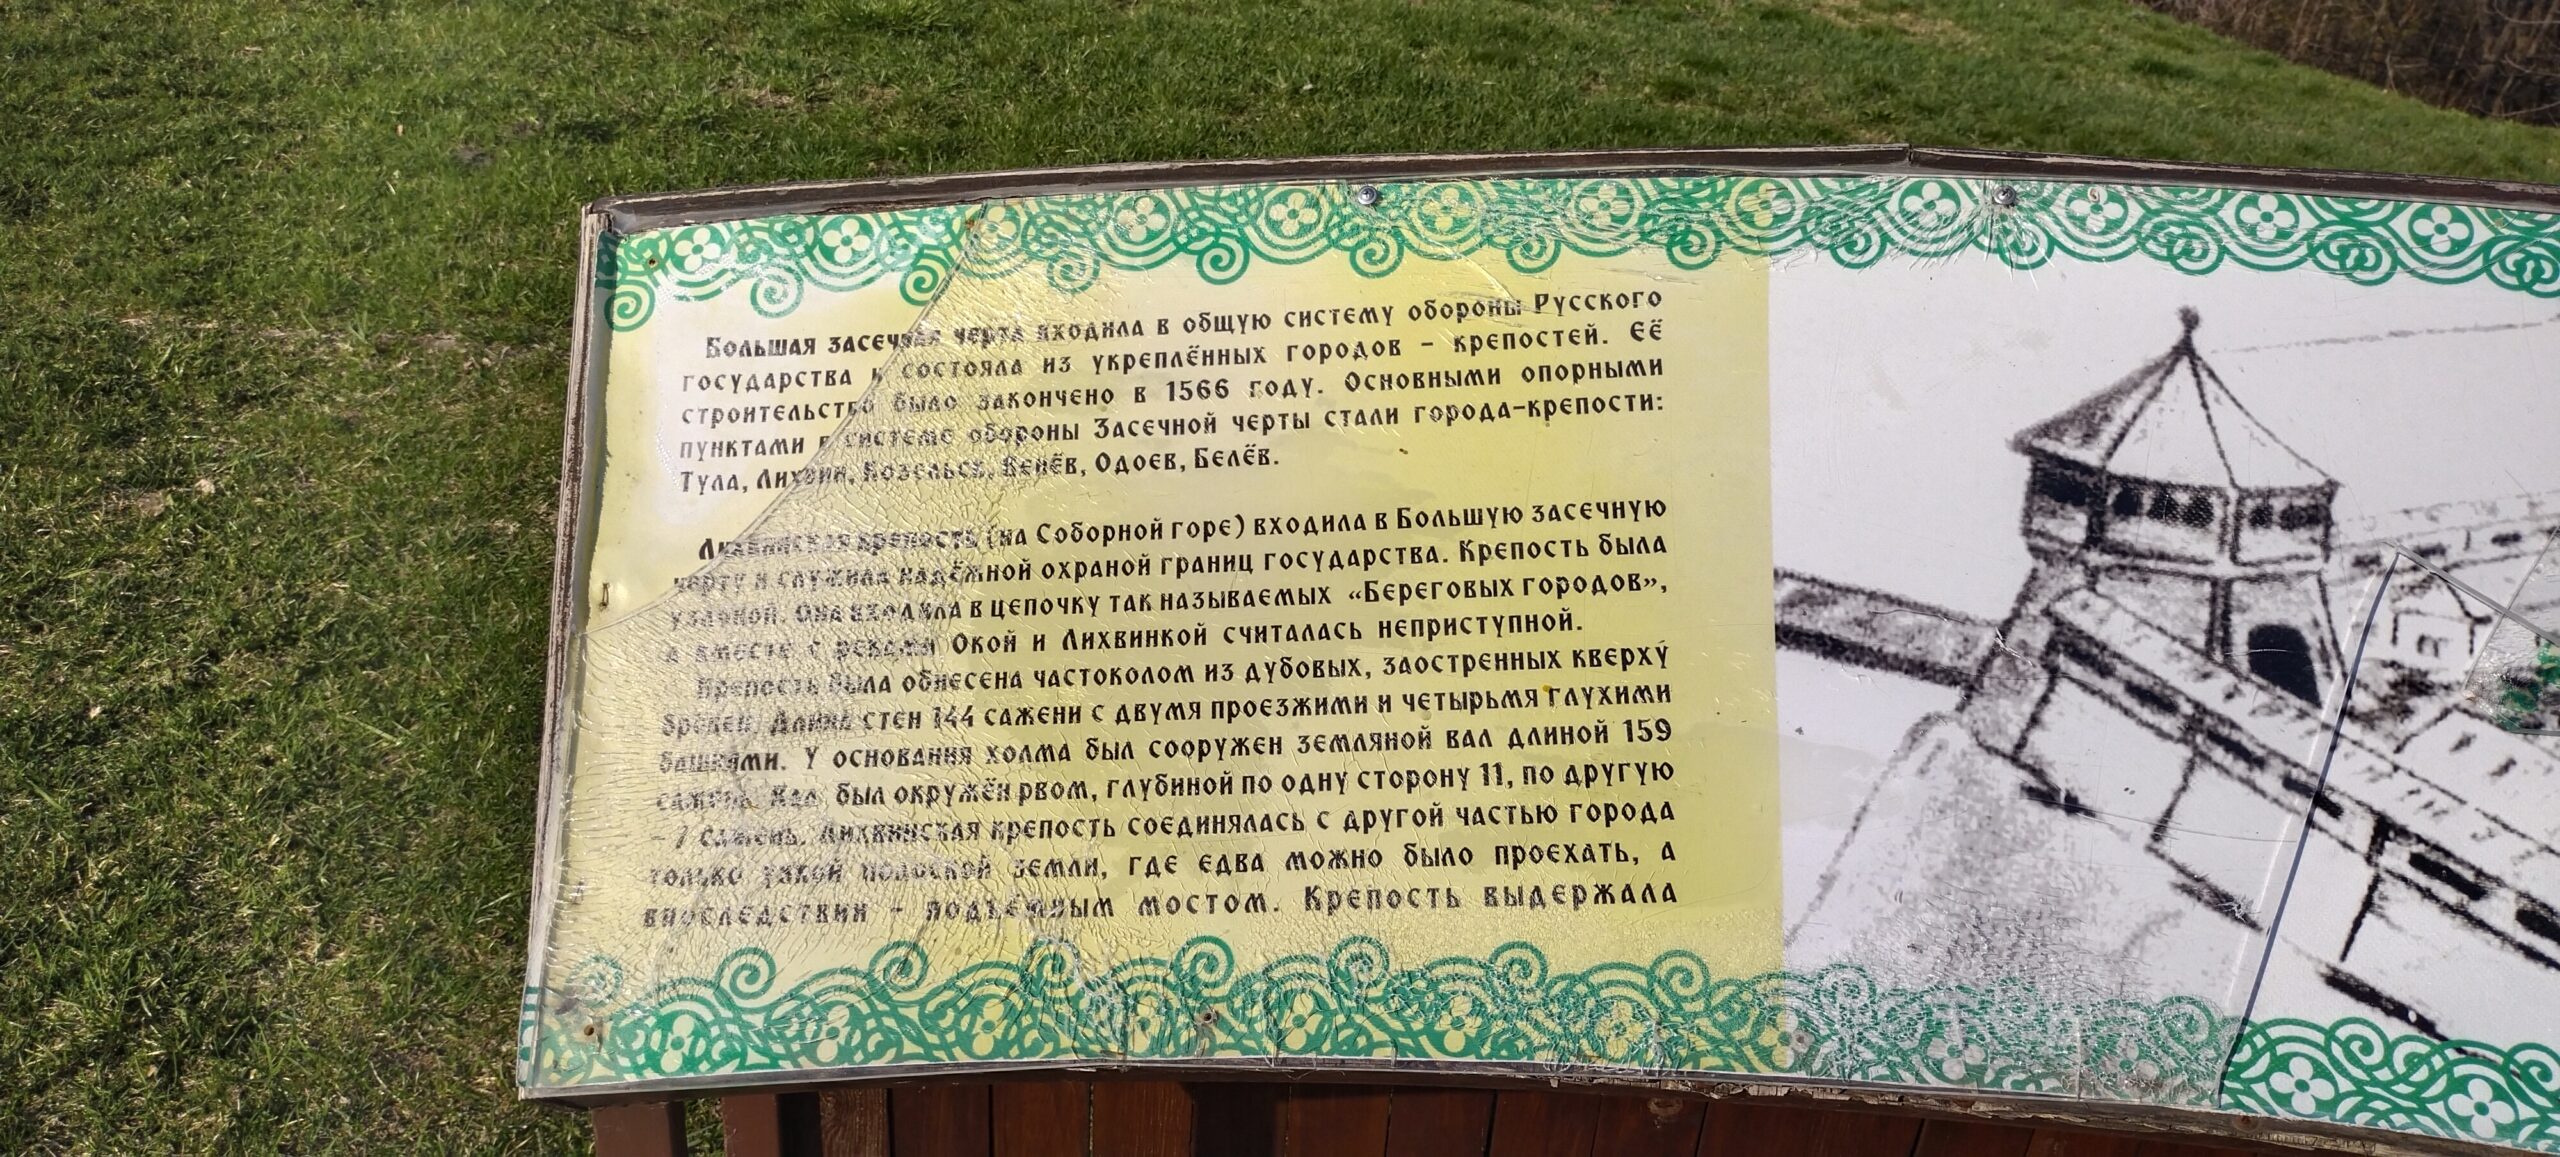 Большая засечная черта входила в общую систему обороны Русского
государства и состояла из укреплённых городов – крепостей. Её
строительство было закончено в 1566 году. Основными опорными
пунктами в системе обороны Засечной черты стали города-крепости:
Тула, Лихвин, Козельск, Венёв, Одоев, Белёв.
Лихвинская крепость (на Соборной горе) входила в Большую засечную
черту и служила надёжной охраной границ государства. Крепость была
узловой. Она входила в цепочку так называемых «Береговых городов»,
а вместе с реками Окой и Лихвинкой считалась неприступной.
Крепость была обнесена частоколом из дубовых, заостренных кверху́
бревен. Длина стен 144 сажени с двумя проезжими и четырьмя глухими
башнями. У основания холма был сооружен земляной вал длиной 159
сажень. Вал был окружён рвом, глубиной по одну сторону 11, по другую
– 7 сажень. Лихвинская крепость соединялась с другой частью города
только узкой полоской земли, где едва можно было проехать, а
впоследствии – подъёмным мостом. Крепость выдержала